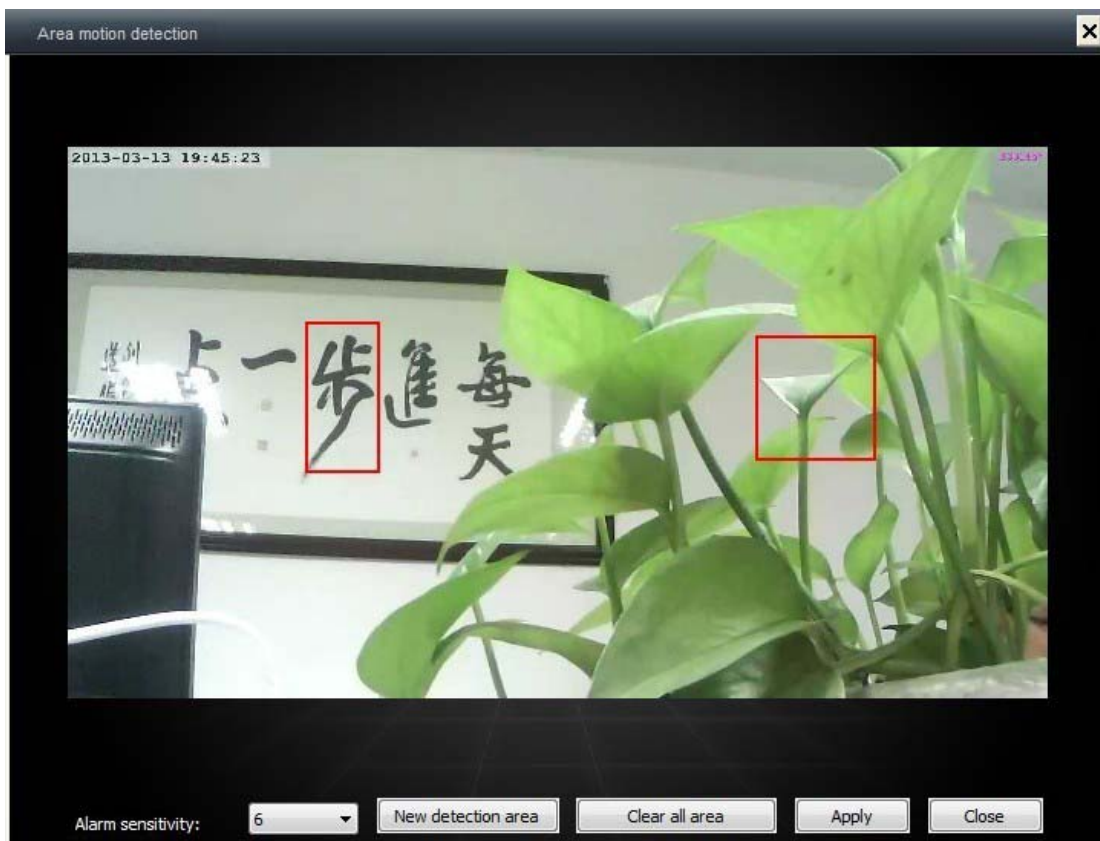 Area motion detection
2013-03-13 19:45:23
每天
進步一点
Alarm sensitivity:
6
New detection area
Clear all area
Apply
Close